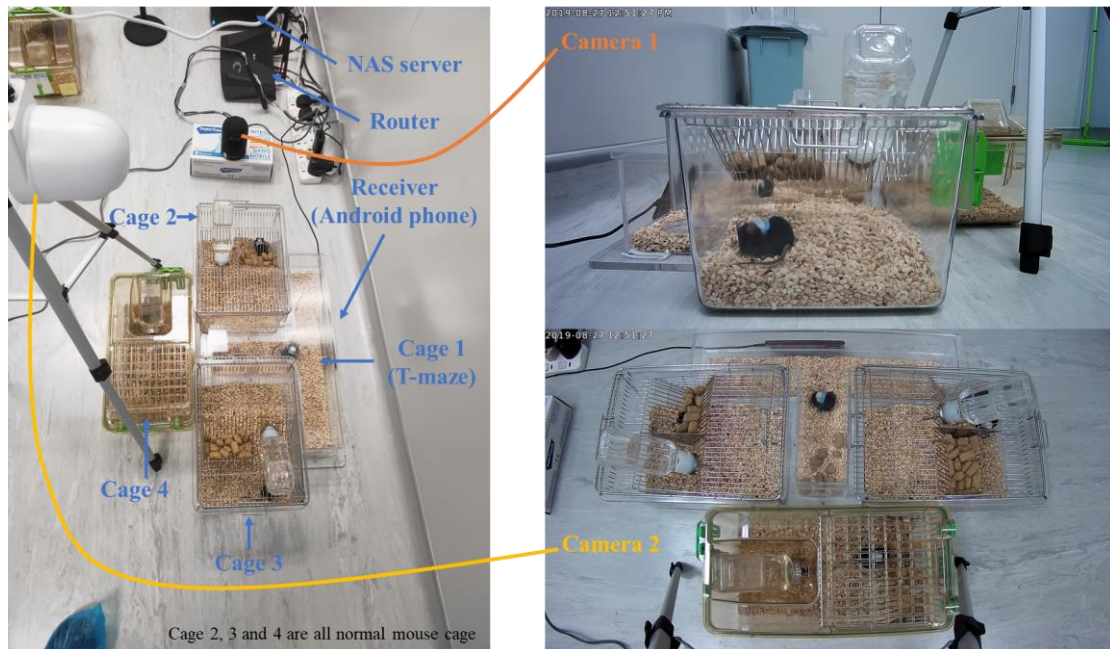 NAS server
Router
Receiver
(Android phone)
Cage 2
Cage 1
(T-maze)
Cage 4
Cage 3
Cage 2, 3 and 4 are all normal mouse cage
Camera 1
2019-08-27 12:51:27 PM
2019-08-27 12:51:27
Camera 2